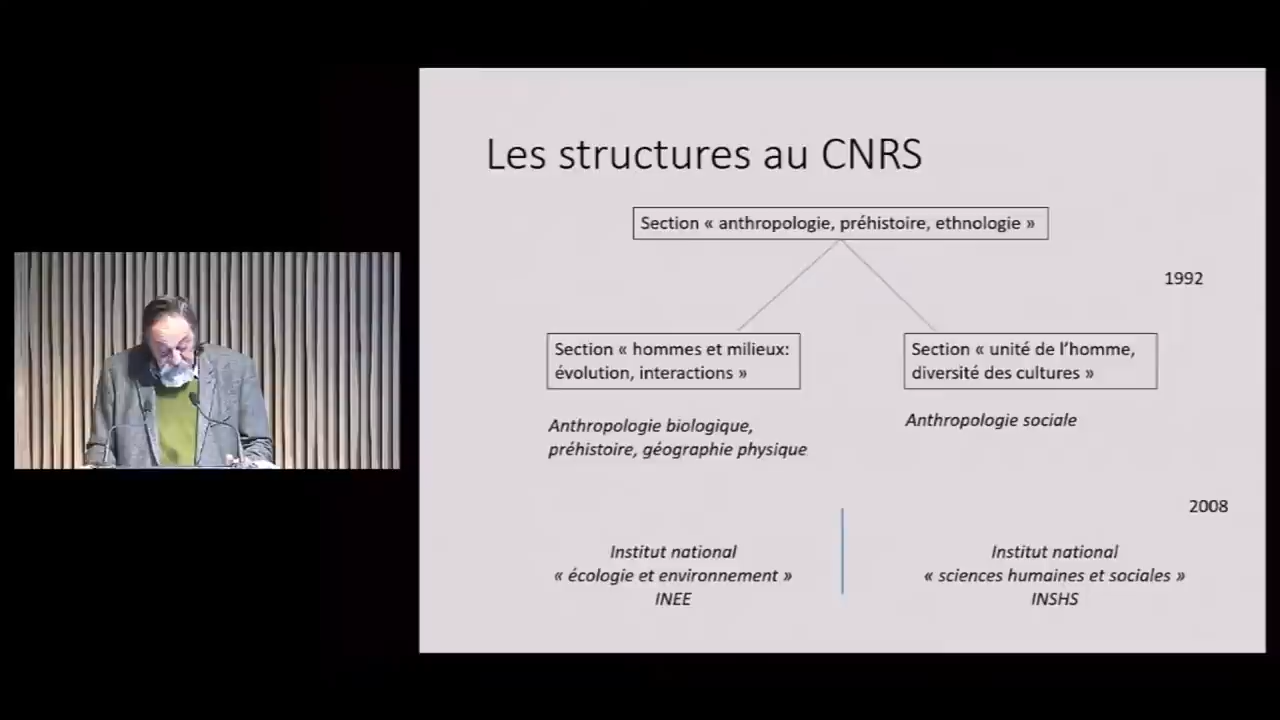 Les structures au CNRS
Section « anthropologie, préhistoire, ethnologie »
1992
Section « hommes et milieux:
évolution, interactions »
Section « unité de l’homme,
diversité des cultures »
Anthropologie biologique,
préhistoire, géographie physique
Anthropologie sociale
2008
Institut national
« écologie et environnement »
INEE
Institut national
« sciences humaines et sociales »
INSHS